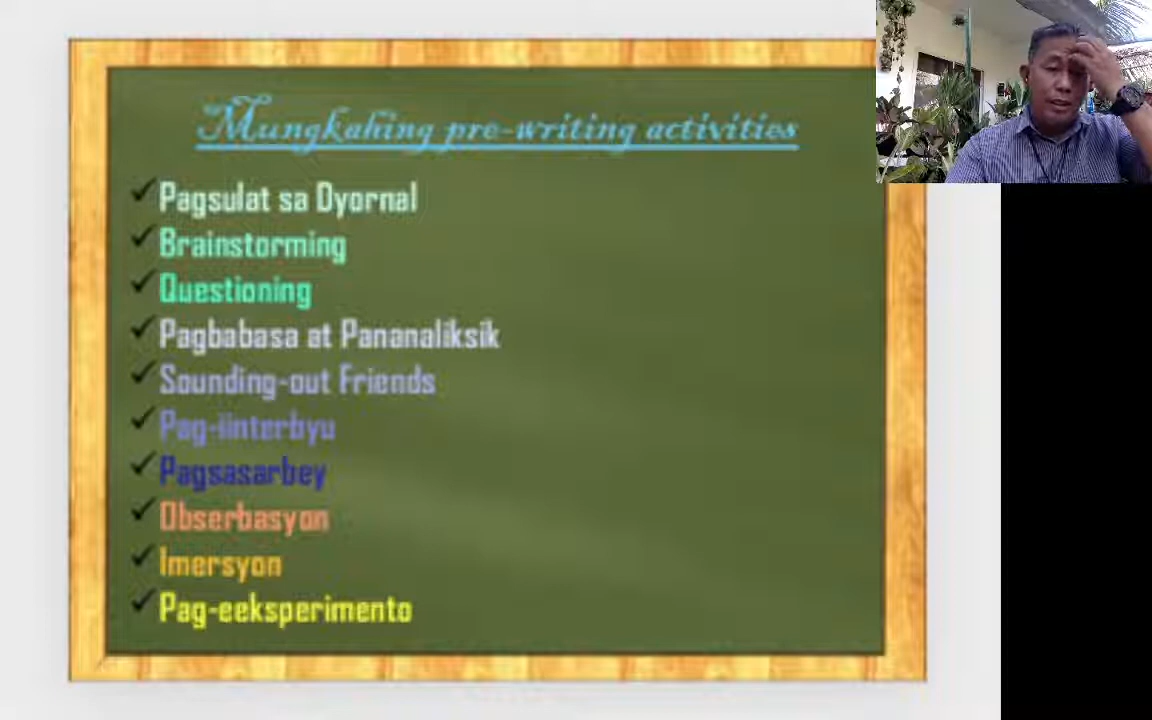 Mungkahing pre-writing activities
Pagsulat sa Dyornal
Brainstorming
Questioning
Pagbabasa at Pananaliksik
Sounding-out Friends
Pag-iinterbyu
Pagsasarbey
Obserbasyon
Imersyon
Pag-eeksperimento